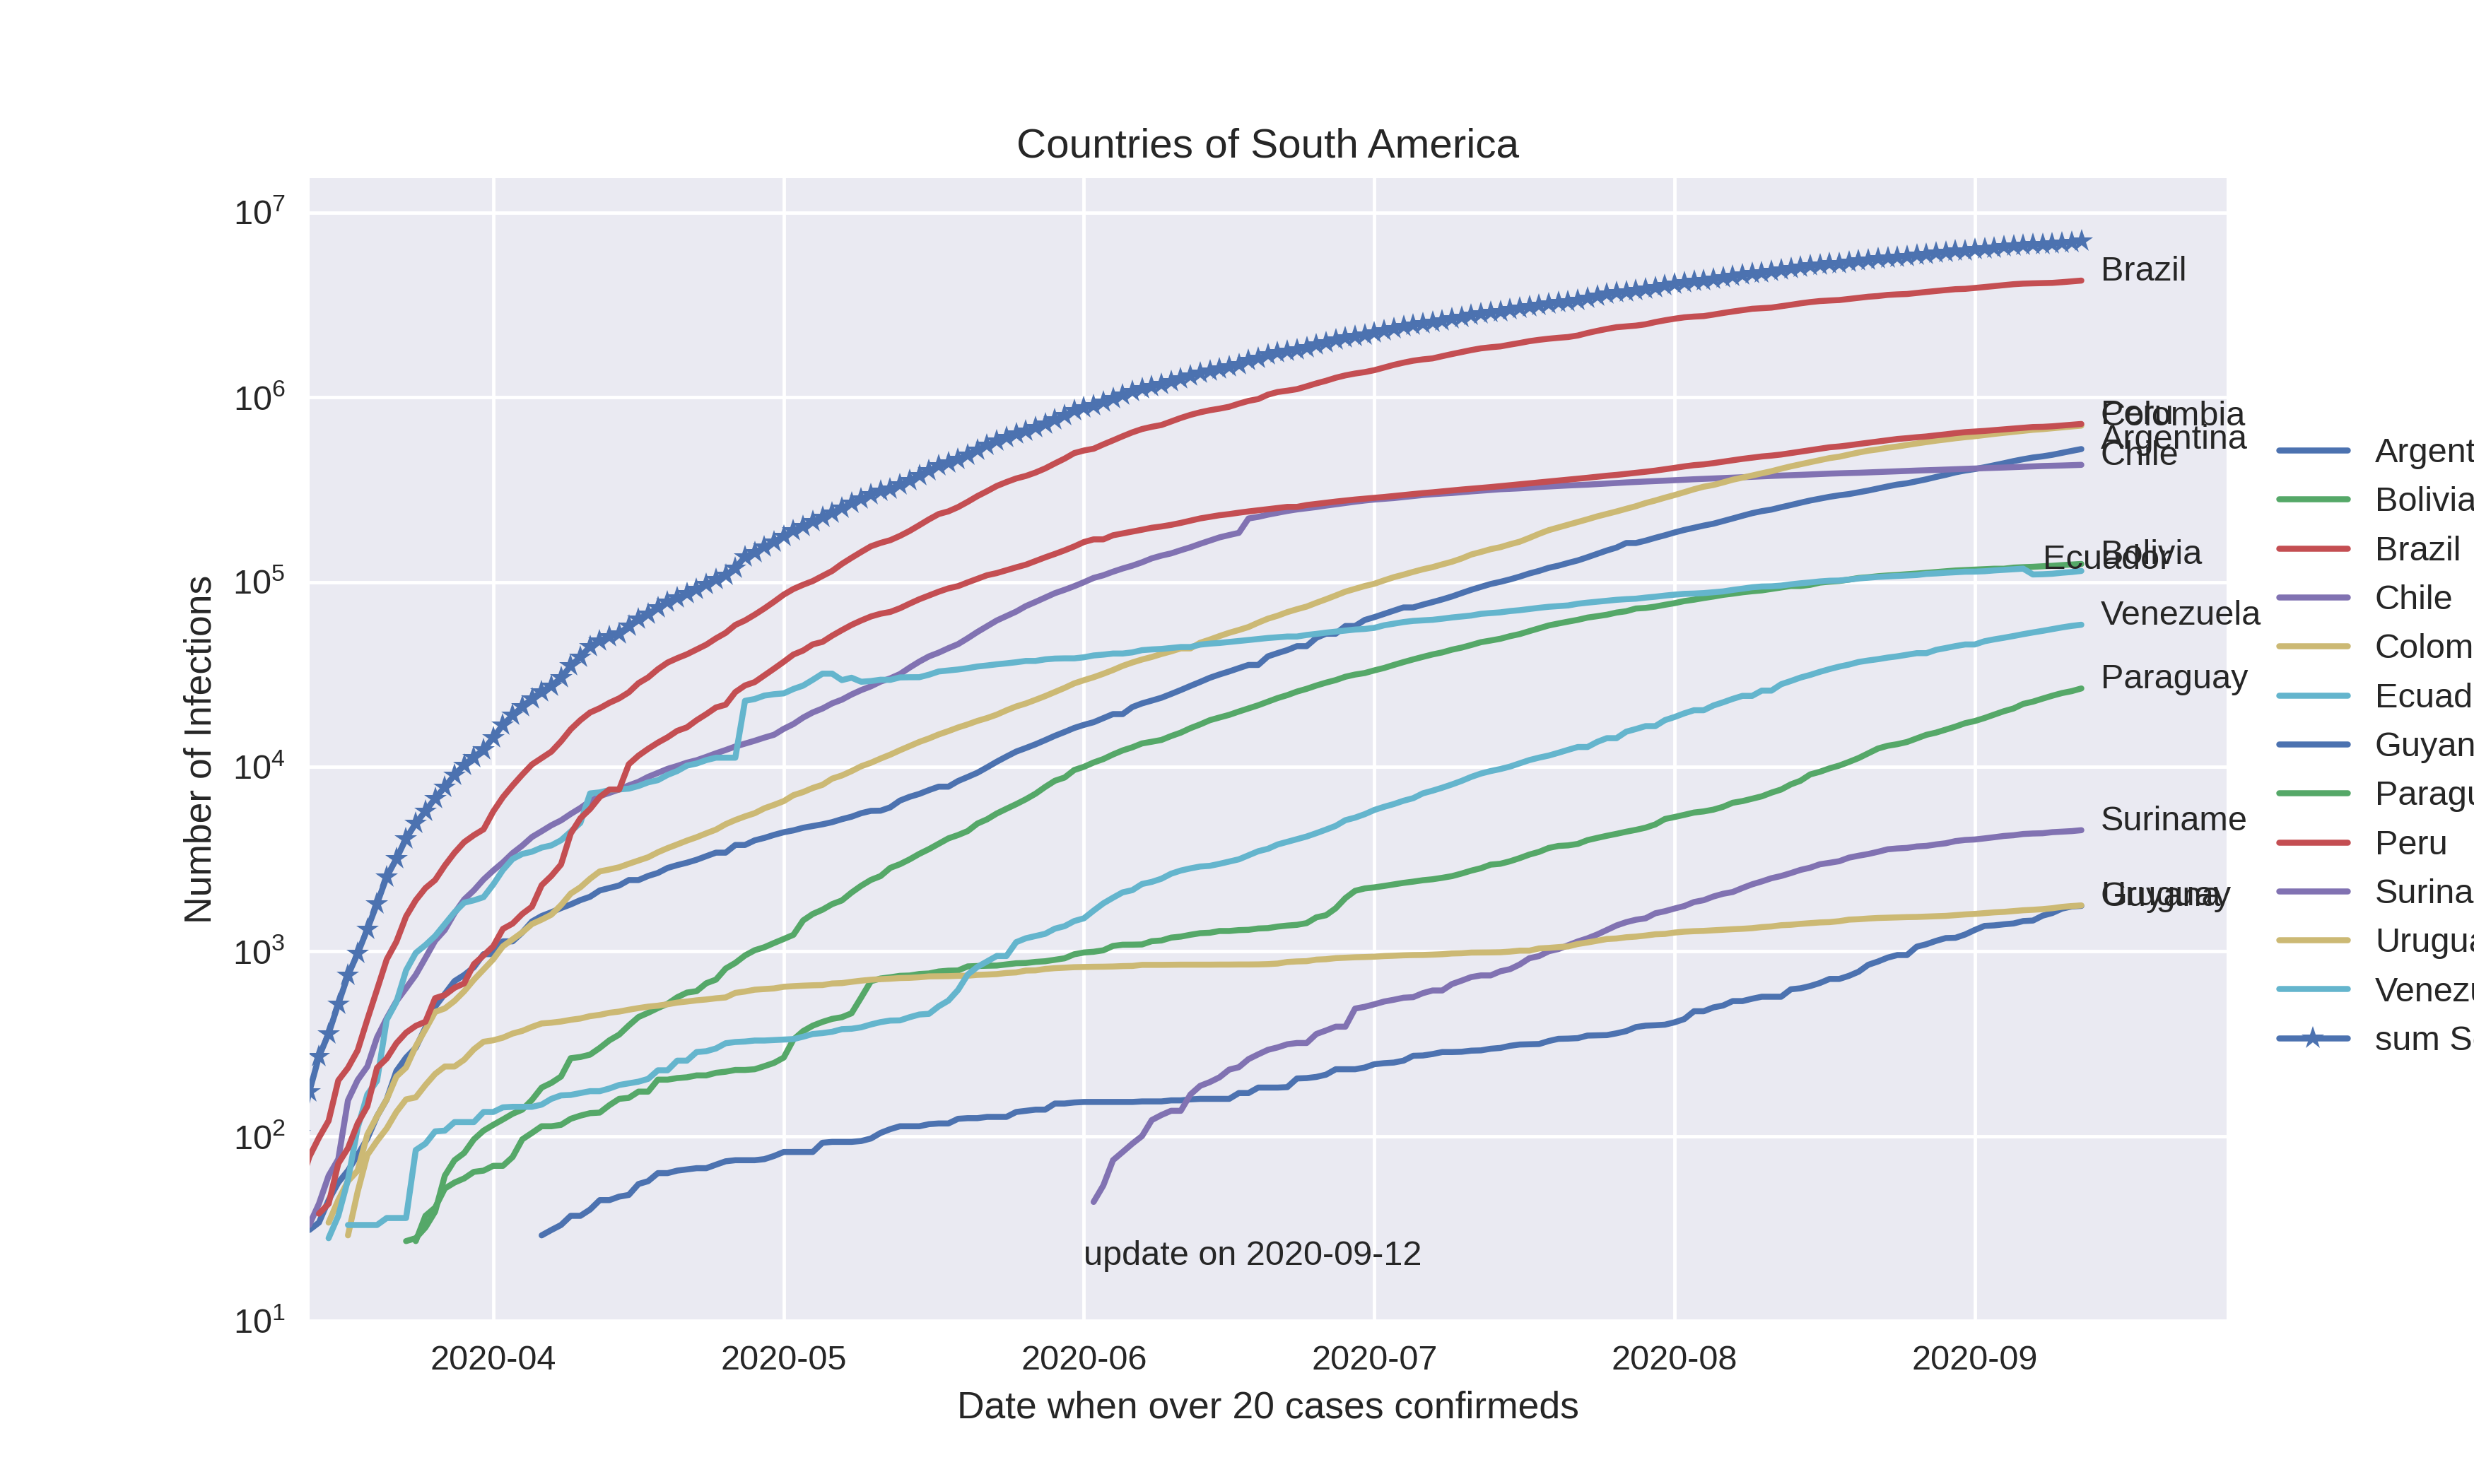 Countries of South America
Number of Infections
10^7
10^6
10^5
10^4
10^3
10^2
10^1
2020-04
2020-05
2020-06
2020-07
2020-08
2020-09
Date when over 20 cases confirmeds
update on 2020-09-12
Brazil
Peru
Colombia
Argentina
Chile
Bolivia
Ecuador
Venezuela
Paraguay
Suriname
Uruguay
Guyana
Argent
Bolivia
Brazil
Chile
Colom
Ecuad
Guyan
Paragu
Peru
Surina
Urugua
Venezu
sum S